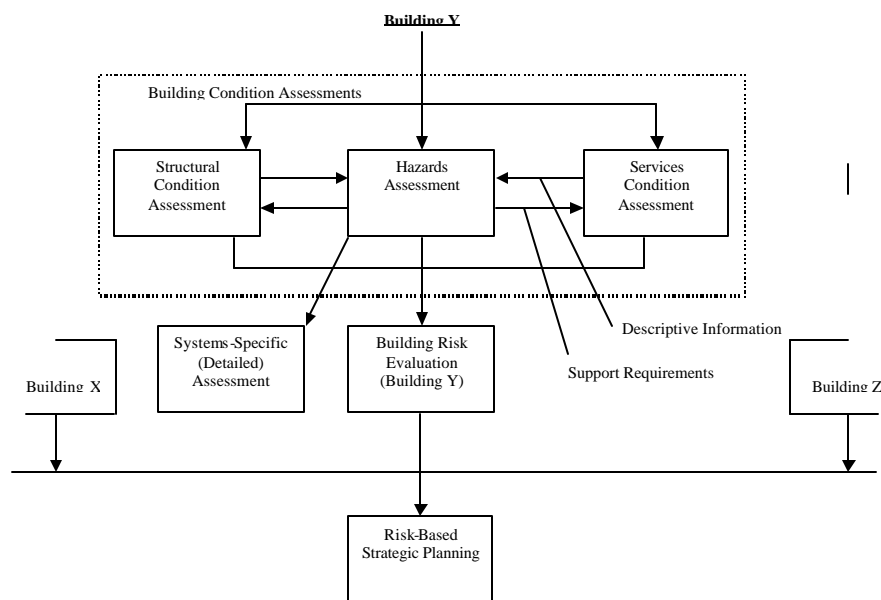 Building Y
Building Condition Assessments
Structural
Condition
Assessment
Hazards
Assessment
Services
Condition
Assessment
Systems-Specific
(Detailed)
Assessment
Building Risk
Evaluation
(Building Y)
Descriptive Information
Support Requirements
Building X
Building Z
Risk-Based
Strategic Planning